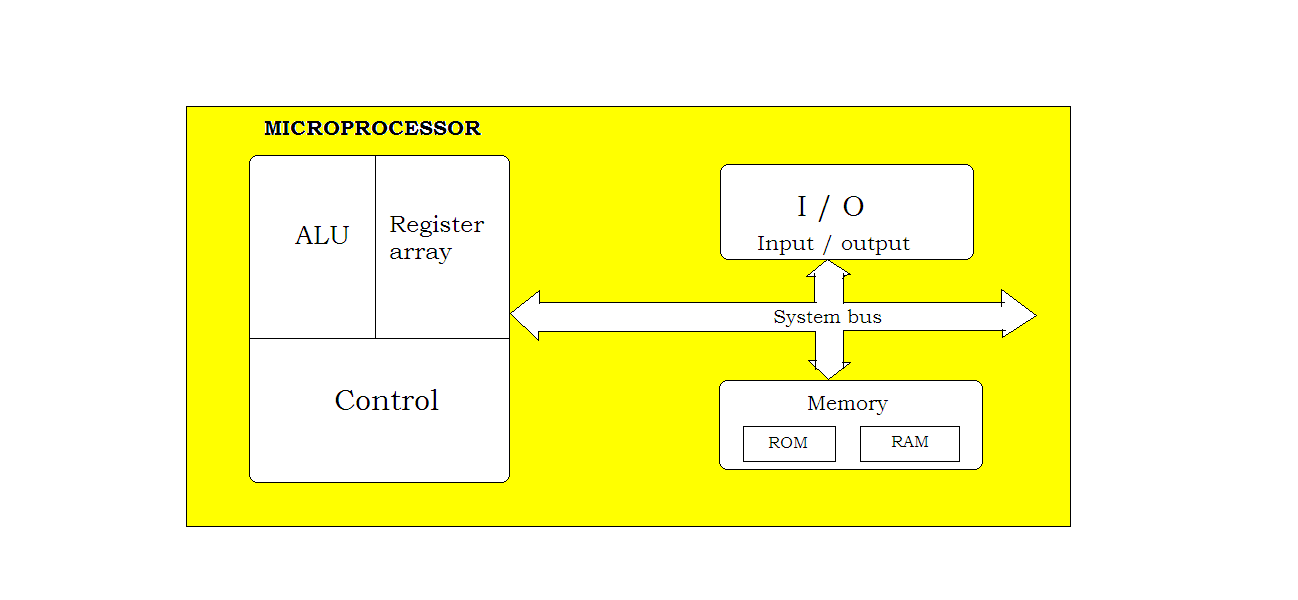 MICROPROCESSOR
ALU
Register
array
Control
I / O
Input / output
System bus
Memory
ROM
RAM